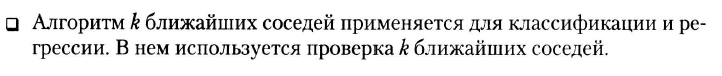 ❑ Алгоритм k ближайших соседей применяется для классификации и ре-
грессии. В нем используется проверка k ближайших соседей.